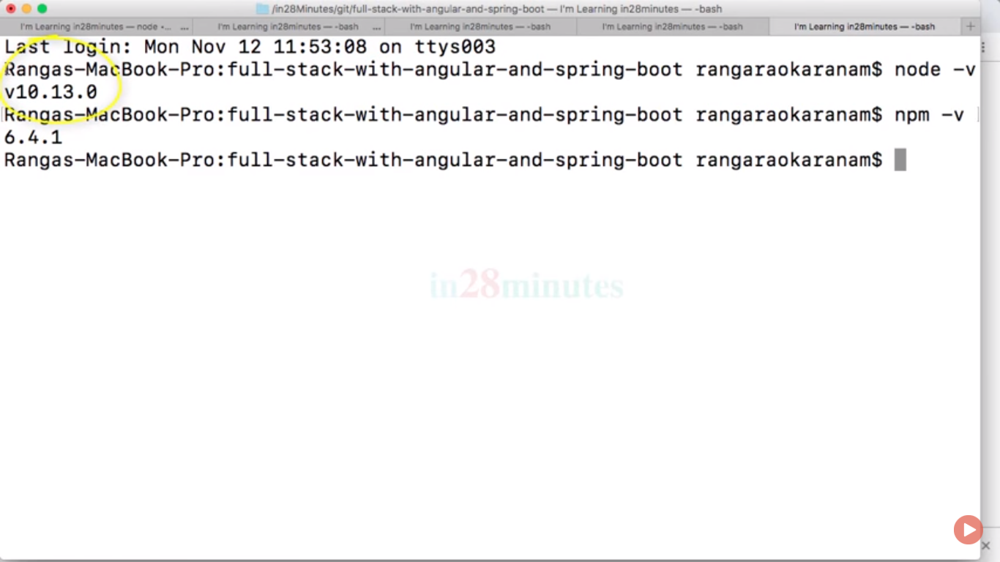 /in28Minutes/git/full-stack-with-angular-and-spring-boot — I'm Learning in28minutes — -bash
I'm Learning in28minutes — node ‹... ... I'm Learning in28minutes — -bash ... I'm Learning in28minutes — -bash I'm Learning in28minutes — -bash I'm Learning in28minutes — -bash +
Last login: Mon Nov 12 11:53:08 on ttys003
Rangas-MacBook-Pro:full-stack-with-angular-and-spring-boot rangaraokaranam$ node -v
v10.13.0
Rangas-MacBook-Pro:full-stack-with-angular-and-spring-boot rangaraokaranam$ npm -v
6.4.1
Rangas-MacBook-Pro:full-stack-with-angular-and-spring-boot rangaraokaranam$
in28minutes